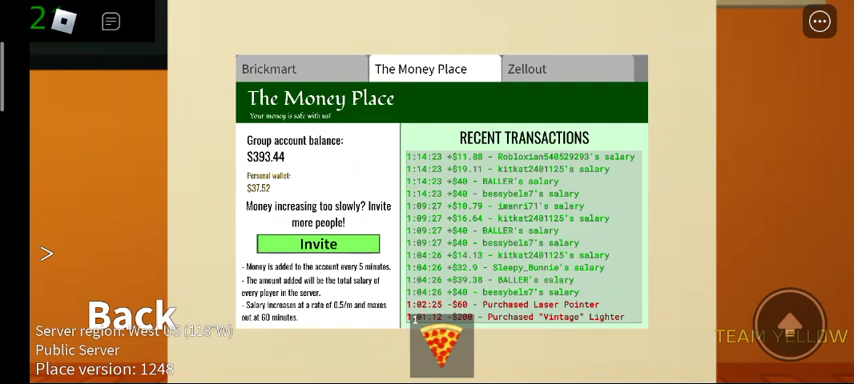 2
Brickmart
The Money Place
Zellout
The Money Place
Your money is safe with us!
Group account balance:
$393.44
Personal wallet:
$37.52
Money increasing too slowly? Invite
more people!
Invite
- Money is added to the account every 5 minutes.
- The amount added will be the total salary of
every player in the server.
- Salary increases at a rate of 0.5/m and maxes
out at 60 minutes.
RECENT TRANSACTIONS
1:14:23 +$11.88 - Robloxian540529293's salary
1:14:23 +$19.11 - kitkat2401125's salary
1:14:23 +$40 - BALLER's salary
1:14:23 +$40 - bessybels7's salary
1:09:27 +$10.79 - imanri71's salary
1:09:27 +$16.64 - kitkat2401125's salary
1:09:27 +$40 - BALLER's salary
1:09:27 +$40 - bessybels7's salary
1:04:26 +$14.13 - kitkat2401125's salary
1:04:26 +$32.9 - Sleepy_Bunnie's salary
1:04:26 +$39.38 - BALLER's salary
1:04:26 +$40 - bessybels7's salary
1:02:25 -$60 - Purchased Laser Pointer
1:01:12 -$200 - Purchased "Vintage" Lighter
>
Back
Server region: West US (118°W)
Public Server
Place version: 1248
1
TEAM YELLOW